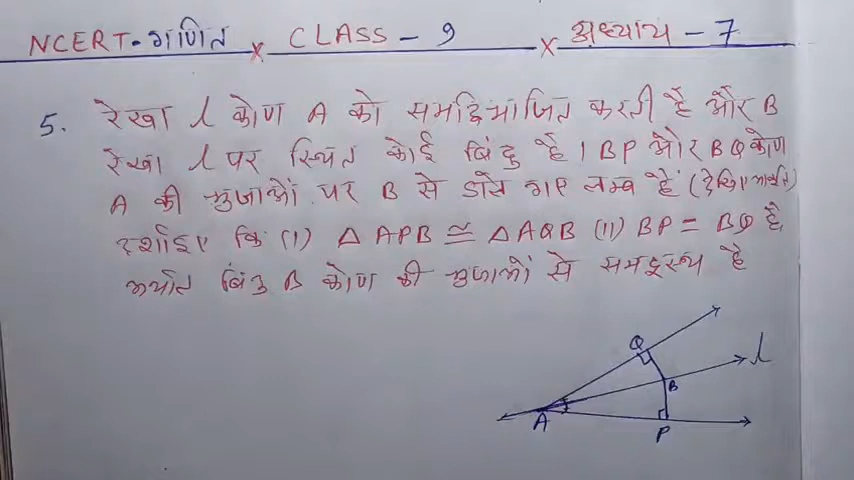 NCERT-गणित × CLASS - 9 × अध्याय - 7
5. रेखा l कोण A को समद्विभाजित करती है और B
रेखा l पर स्थित कोई बिंदु है। BP और BQ कोण
A की भुजाओं पर B से डाले गए लम्ब हैं (देखिए आकृति)
दर्शाइए कि (i) △ APB ≅ △AQB (ii) BP = BQ है,
अर्थात बिंदु B कोण की भुजाओं से समदूरस्थ है
Q
l
B
A
P